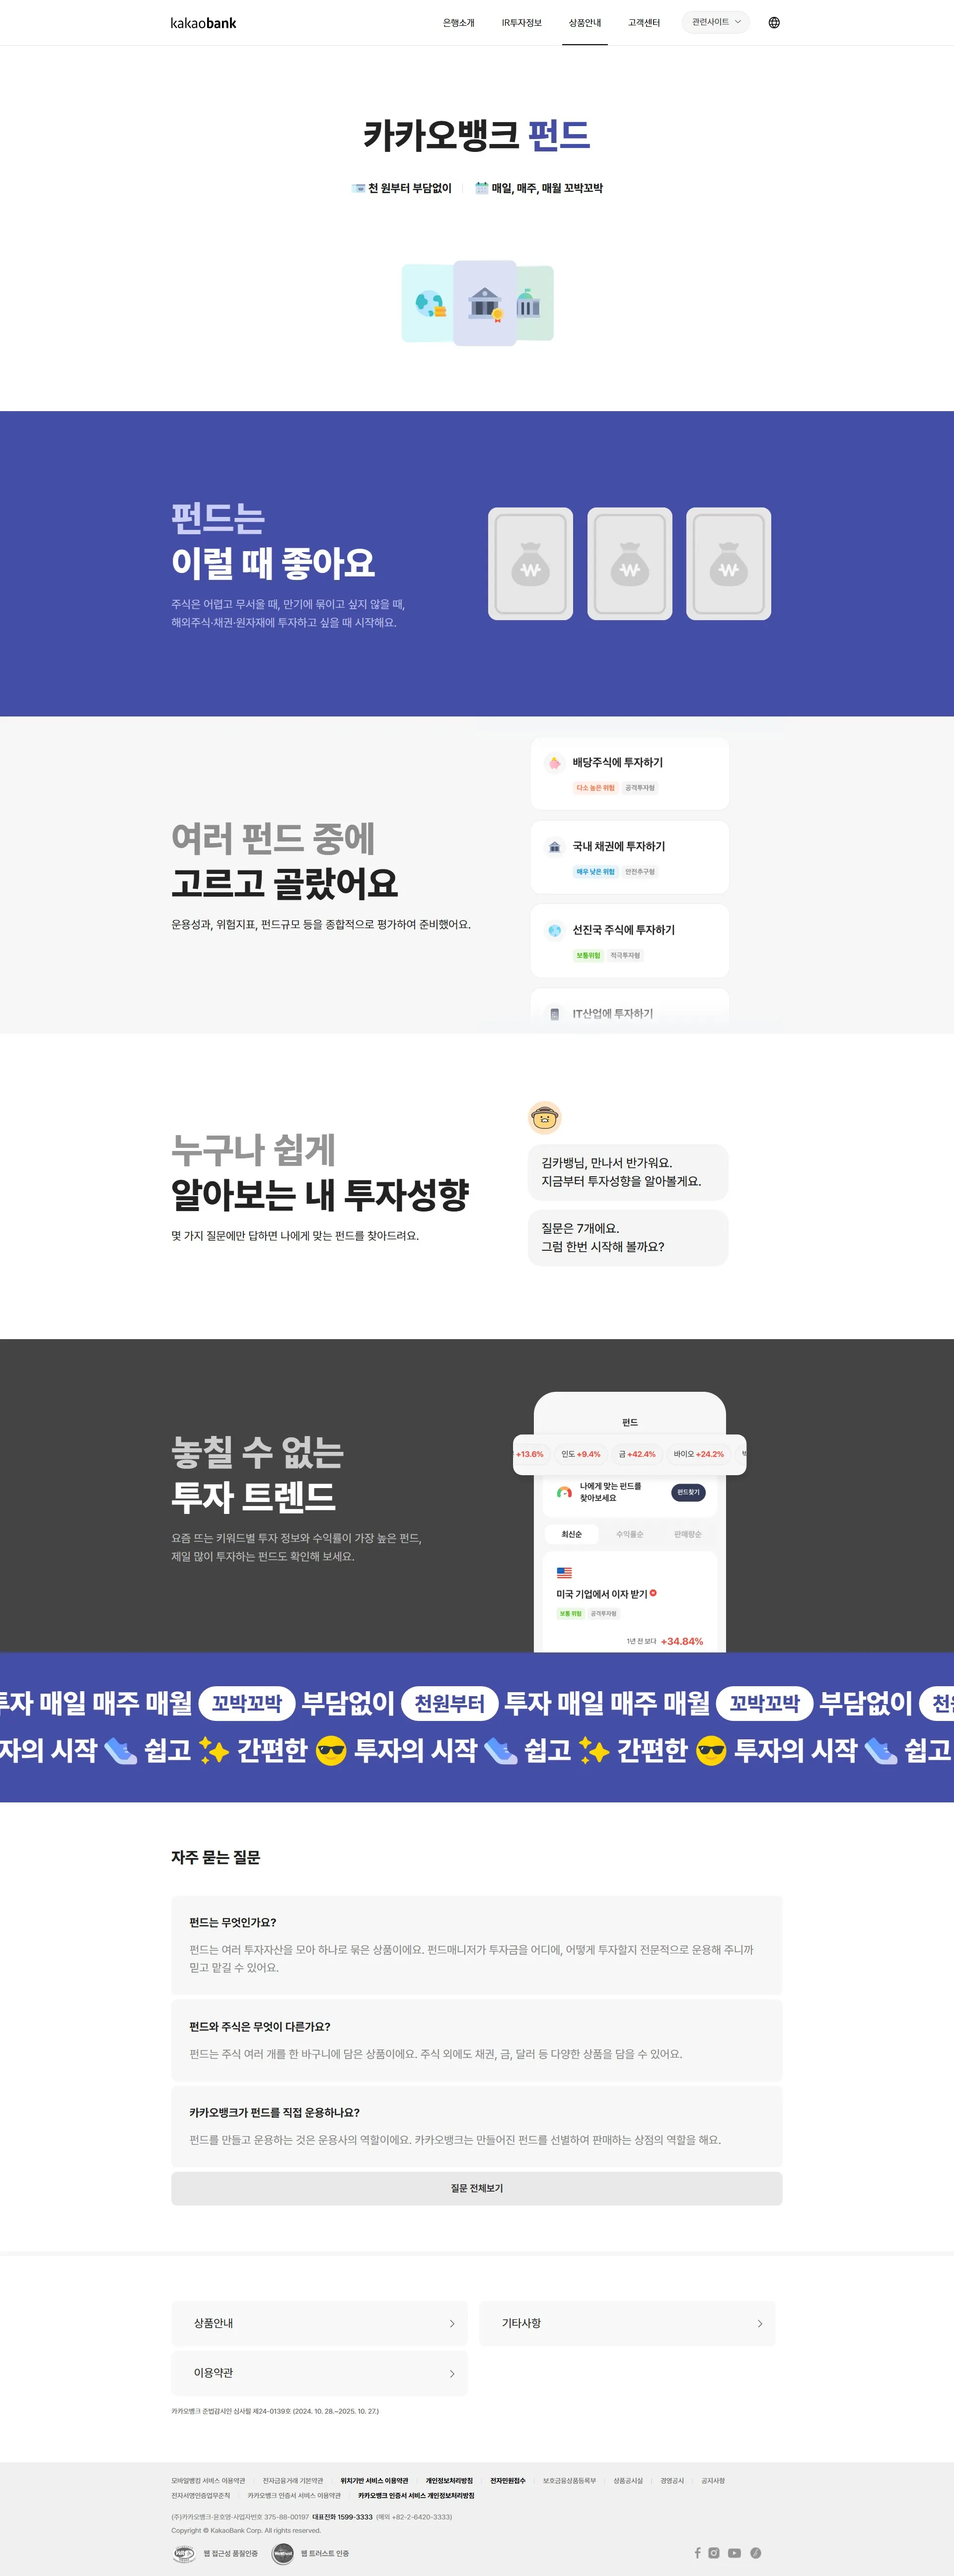 kakaobank
은행소개 IR투자정보 상품안내 고객센터 관련사이트
카카오뱅크 펀드
천 원부터 부담없이 매일, 매주, 매월 꼬박꼬박
펀드는
이럴 때 좋아요
주식은 어렵고 무서울 때, 만기에 묶이고 싶지 않을 때,
해외주식·채권·원자재에 투자하고 싶을 때 시작해요.
배당주식에 투자하기
다소 높은 위험 공격투자형
국내 채권에 투자하기
매우 낮은 위험 안전추구형
선진국 주식에 투자하기
보통위험 적극투자형
IT산업에 투자하기
여러 펀드 중에
고르고 골랐어요
운용성과, 위험지표, 펀드규모 등을 종합적으로 평가하여 준비했어요.
누구나 쉽게
알아보는 내 투자성향
몇 가지 질문에만 답하면 나에게 맞는 펀드를 찾아드려요.
김카뱅님, 만나서 반가워요.
지금부터 투자성향을 알아볼게요.
질문은 7개에요.
그럼 한번 시작해 볼까요?
놓칠 수 없는
투자 트렌드
요즘 뜨는 키워드별 투자 정보와 수익률이 가장 높은 펀드,
제일 많이 투자하는 펀드도 확인해 보세요.
펀드
+13.6% 인도 +9.4% 금 +42.4% 바이오 +24.2%
나에게 맞는 펀드를
찾아보세요
펀드찾기
최신순 수익률순 판매량순
미국 기업에서 이자 받기
보통 위험 공격투자형
1년 전 보다 +34.84%
투자 매일 매주 매월 꼬박꼬박 부담없이 천원부터 투자 매일 매주 매월 꼬박꼬박 부담없이 천원
자의 시작 쉽고 간편한 투자의 시작 쉽고 간편한 투자의 시작 쉽고
자주 묻는 질문
펀드는 무엇인가요?
펀드는 여러 투자자산을 모아 하나로 묶은 상품이에요. 펀드매니저가 투자금을 어디에, 어떻게 투자할지 전문적으로 운용해 주니까
믿고 맡길 수 있어요.
펀드와 주식은 무엇이 다른가요?
펀드는 주식 여러 개를 한 바구니에 담은 상품이에요. 주식 외에도 채권, 금, 달러 등 다양한 상품을 담을 수 있어요.
카카오뱅크가 펀드를 직접 운용하나요?
펀드를 만들고 운용하는 것은 운용사의 역할이에요. 카카오뱅크는 만들어진 펀드를 선별하여 판매하는 상점의 역할을 해요.
질문 전체보기
상품안내 기타사항
이용약관
카카오뱅크 준법감시인 심사필 제24-0139호 (2024. 10. 28.~2025. 10. 27.)
모바일뱅킹 서비스 이용약관 전자금융거래 기본약관 위치기반 서비스 이용약관 개인정보처리방침 전자민원접수 보호금융상품등록부 상품공시실 경영공시 공지사항
전자서명인증업무준칙 카카오뱅크 인증서 서비스 이용약관 카카오뱅크 인증서 서비스 개인정보처리방침
(주)카카오뱅크·윤호영·사업자번호 375-88-00197 대표전화 1599-3333 (해외 +82-2-6420-3333)
Copyright © KakaoBank Corp. All rights reserved.
웹 접근성 품질인증 웹 트러스트 인증